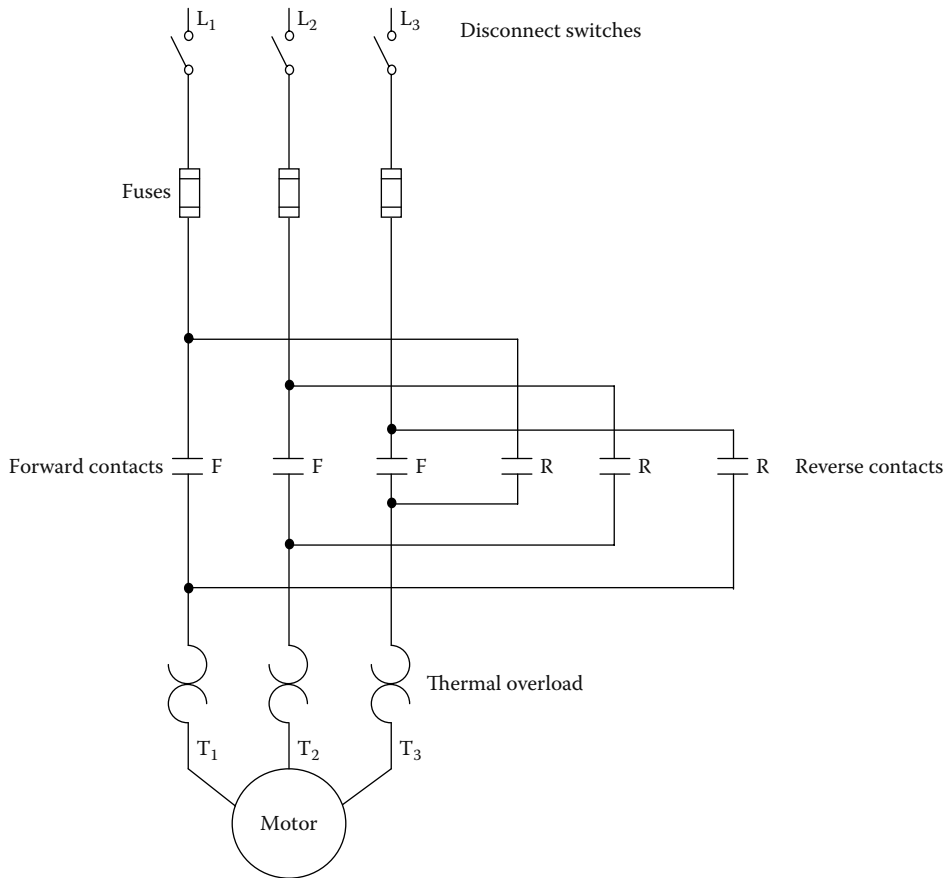 L₁
L₂
L₃
Disconnect switches
Fuses
Forward contacts
F
F
F
R
R
R
Reverse contacts
Thermal overload
T₁
T₂
T₃
Motor